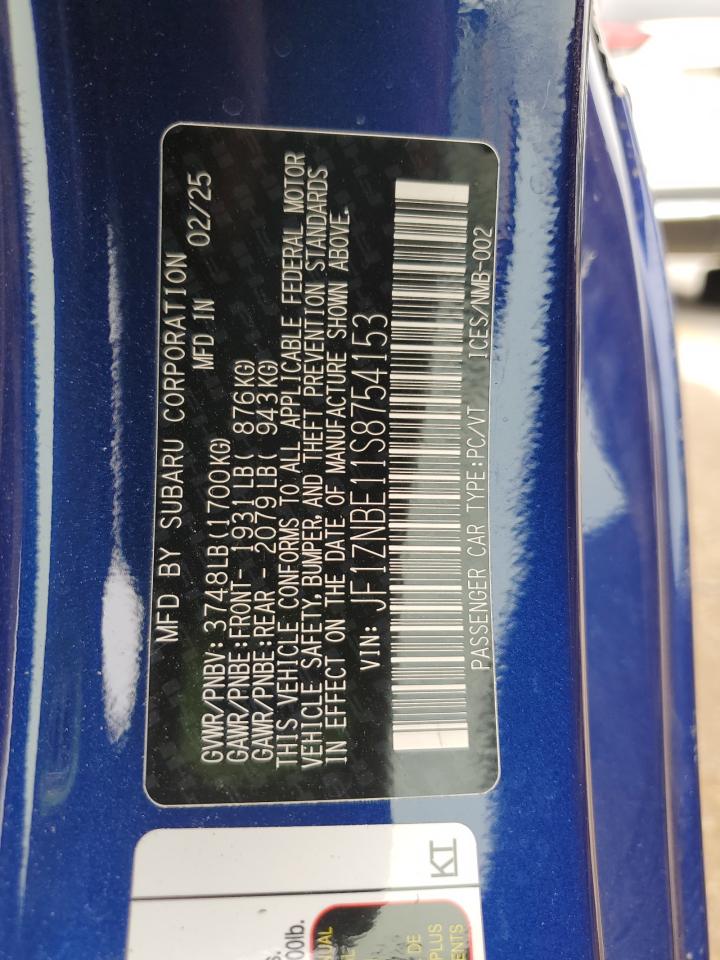 MFD BY SUBARU CORPORATION
MFD IN 02/25
GVWR/PNBV: 3748LB(1700KG)
GAWR/PNBE:FRONT- 1931LB( 876KG)
GAWR/PNBE:REAR - 2079LB( 943KG)
THIS VEHICLE CONFORMS TO ALL APPLICABLE FEDERAL MOTOR
VEHICLE SAFETY, BUMPER, AND THEFT PREVENTION STANDARDS
IN EFFECT ON THE DATE OF MANUFACTURE SHOWN ABOVE.
VIN: JF1ZNBE11S8754153
PASSENGER CAR TYPE:PC/VT ICES/NMB-002
KT
00lb.
DE
PLUS